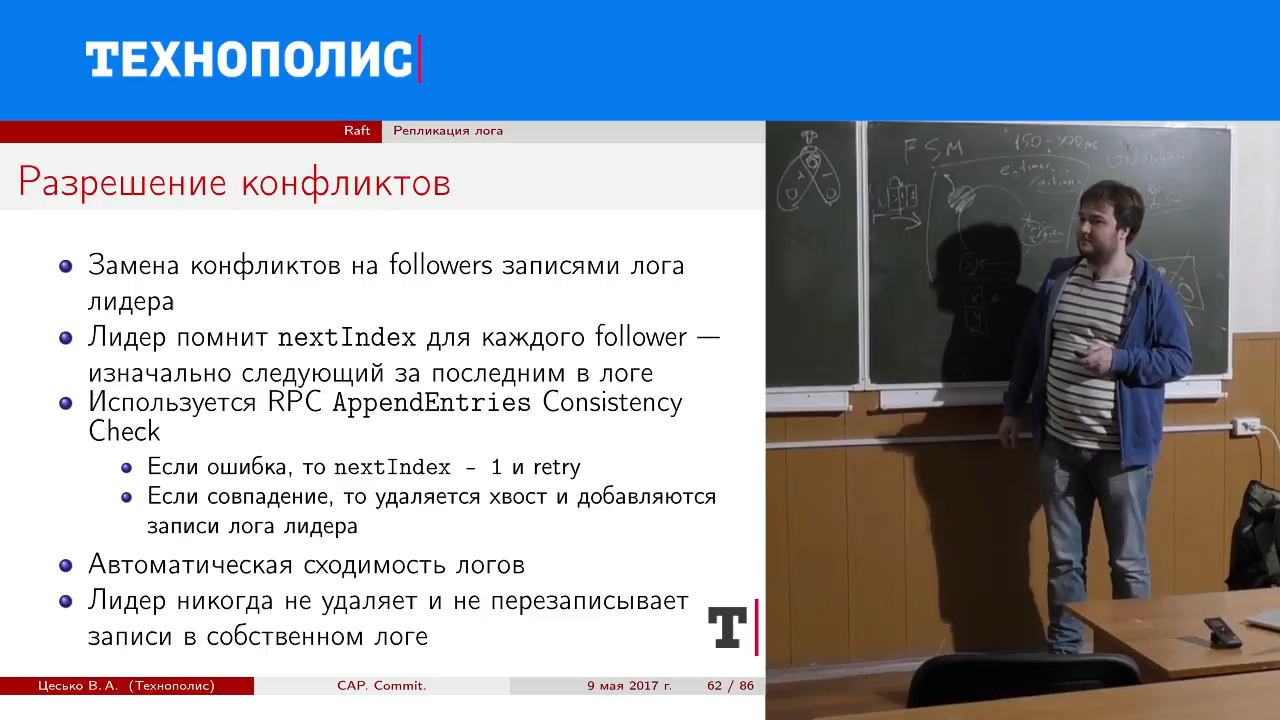 ТЕХНОПОЛИС
Raft Репликация лога
Разрешение конфликтов
Замена конфликтов на followers записями лога
лидера
Лидер помнит nextIndex для каждого follower —
изначально следующий за последним в логе
Используется RPC AppendEntries Consistency
Check
Если ошибка, то nextIndex - 1 и retry
Если совпадение, то удаляется хвост и добавляются
записи лога лидера
Автоматическая сходимость логов
Лидер никогда не удаляет и не перезаписывает
записи в собственном логе
Т
Цесько В. А. (Технополис) CAP. Commit. 9 мая 2017 г. 62 / 86
FSM